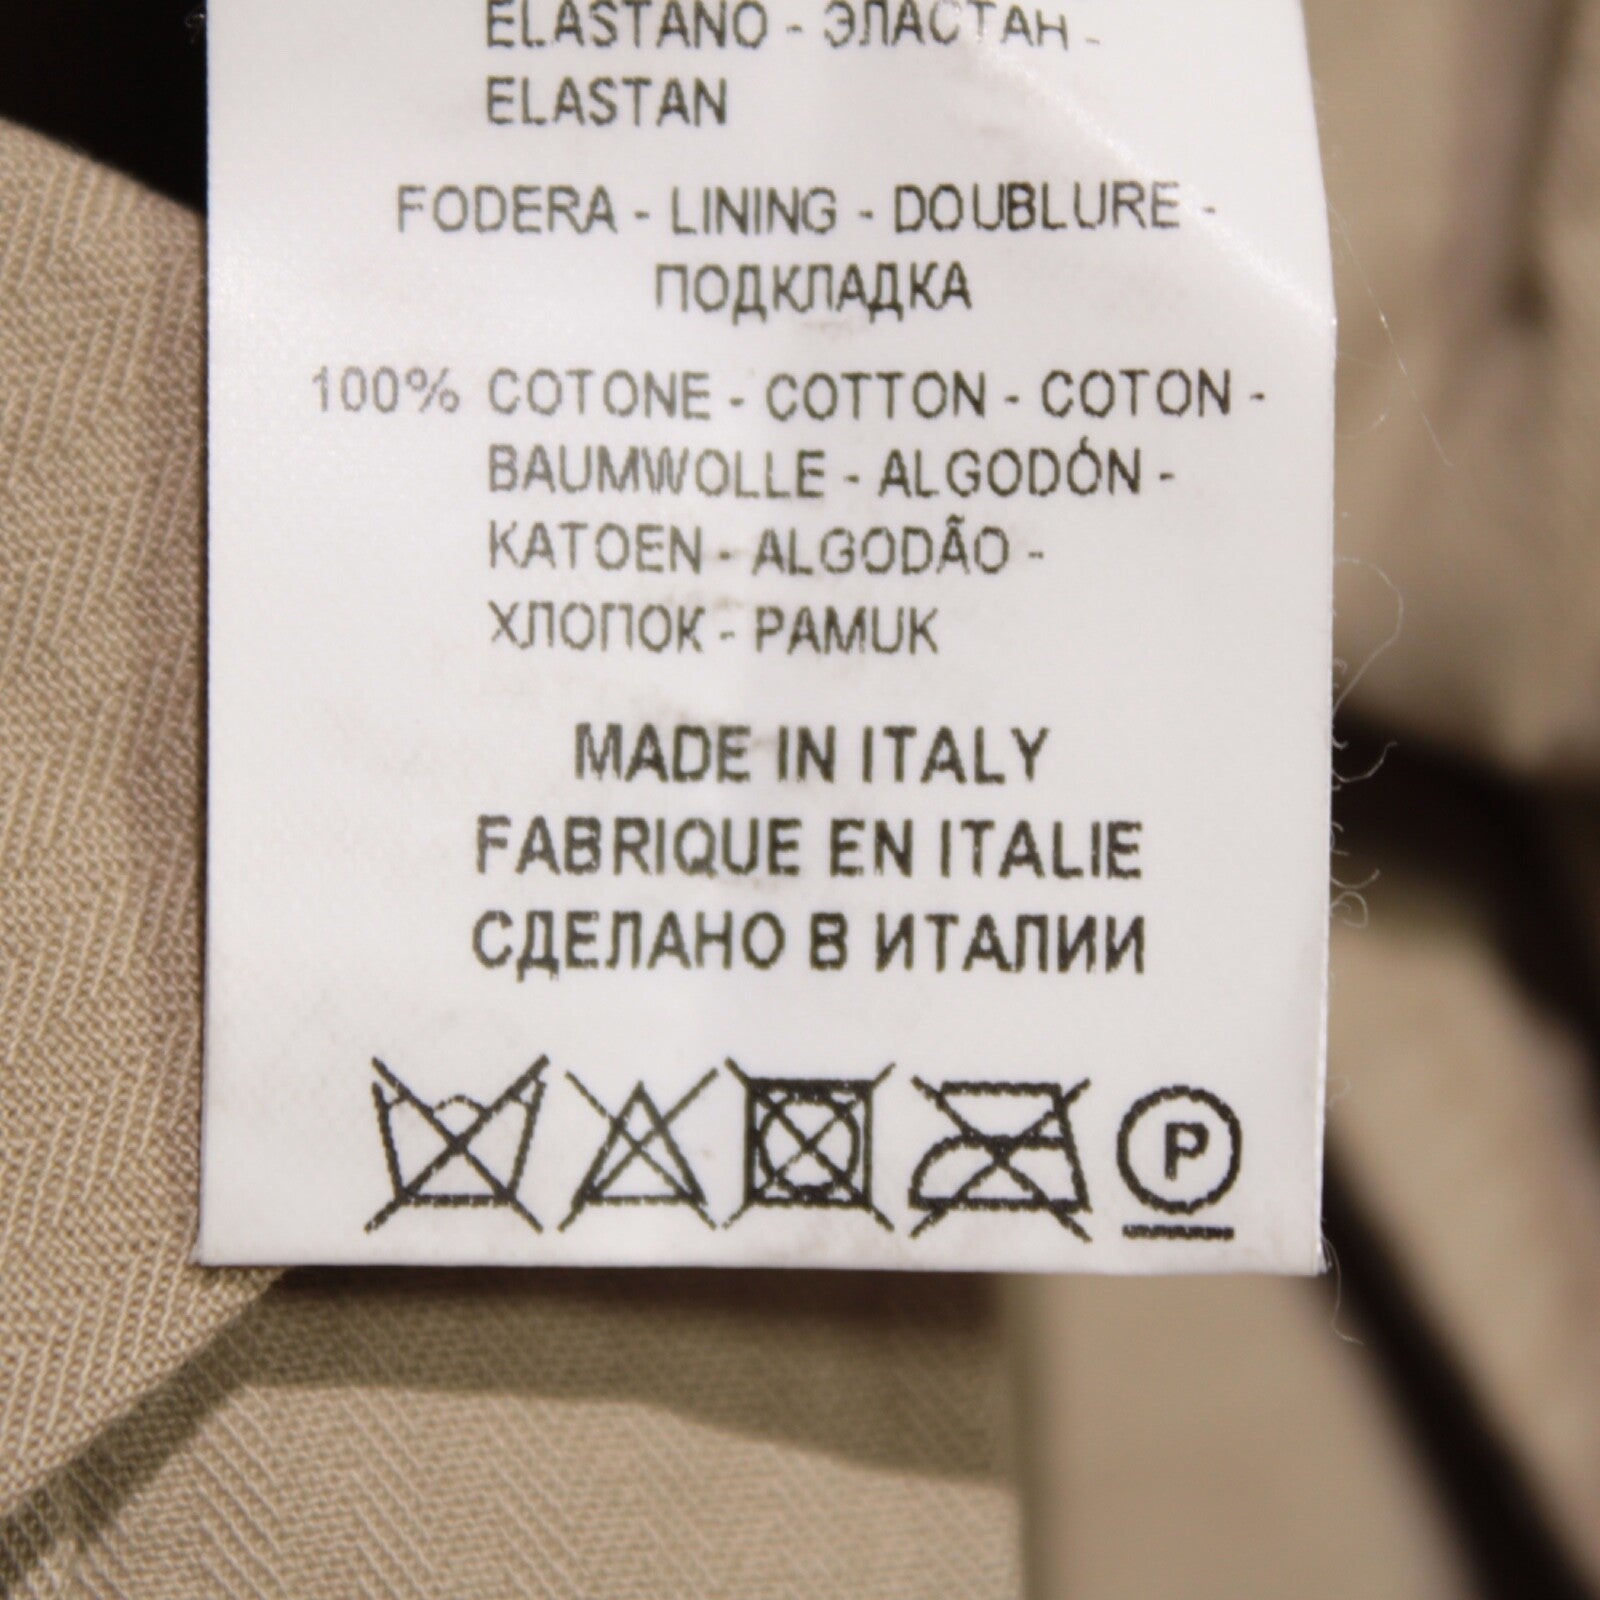 ELASTANO - ЭЛАСТАН -
ELASTAN
FODERA - LINING - DOUBLURE -
ПОДКЛАДКА
100% COTONE - COTTON - COTON -
BAUMWOLLE - ALGODÓN -
KATOEN - ALGODÃO -
ХЛОПОК - PAMUK
MADE IN ITALY
FABRIQUE EN ITALIE
СДЕЛАНО В ИТАЛИИ
P